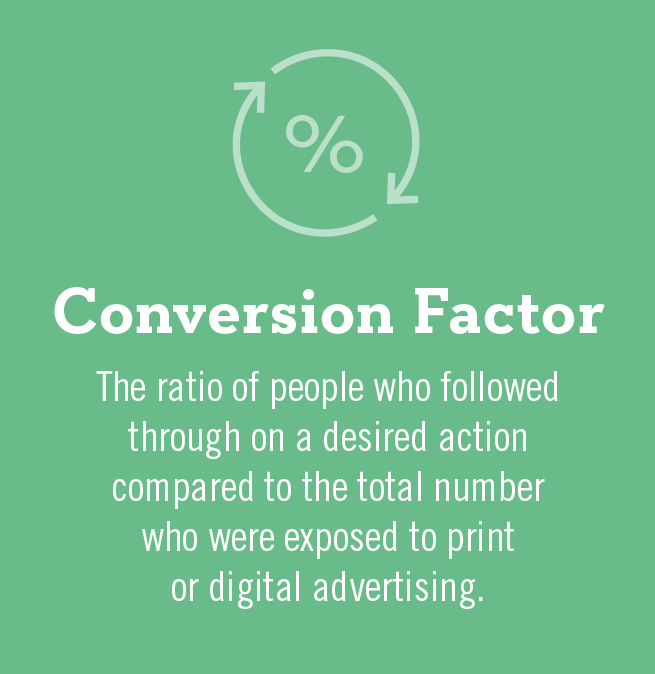 %
Conversion Factor
The ratio of people who followed
through on a desired action
compared to the total number
who were exposed to print
or digital advertising.